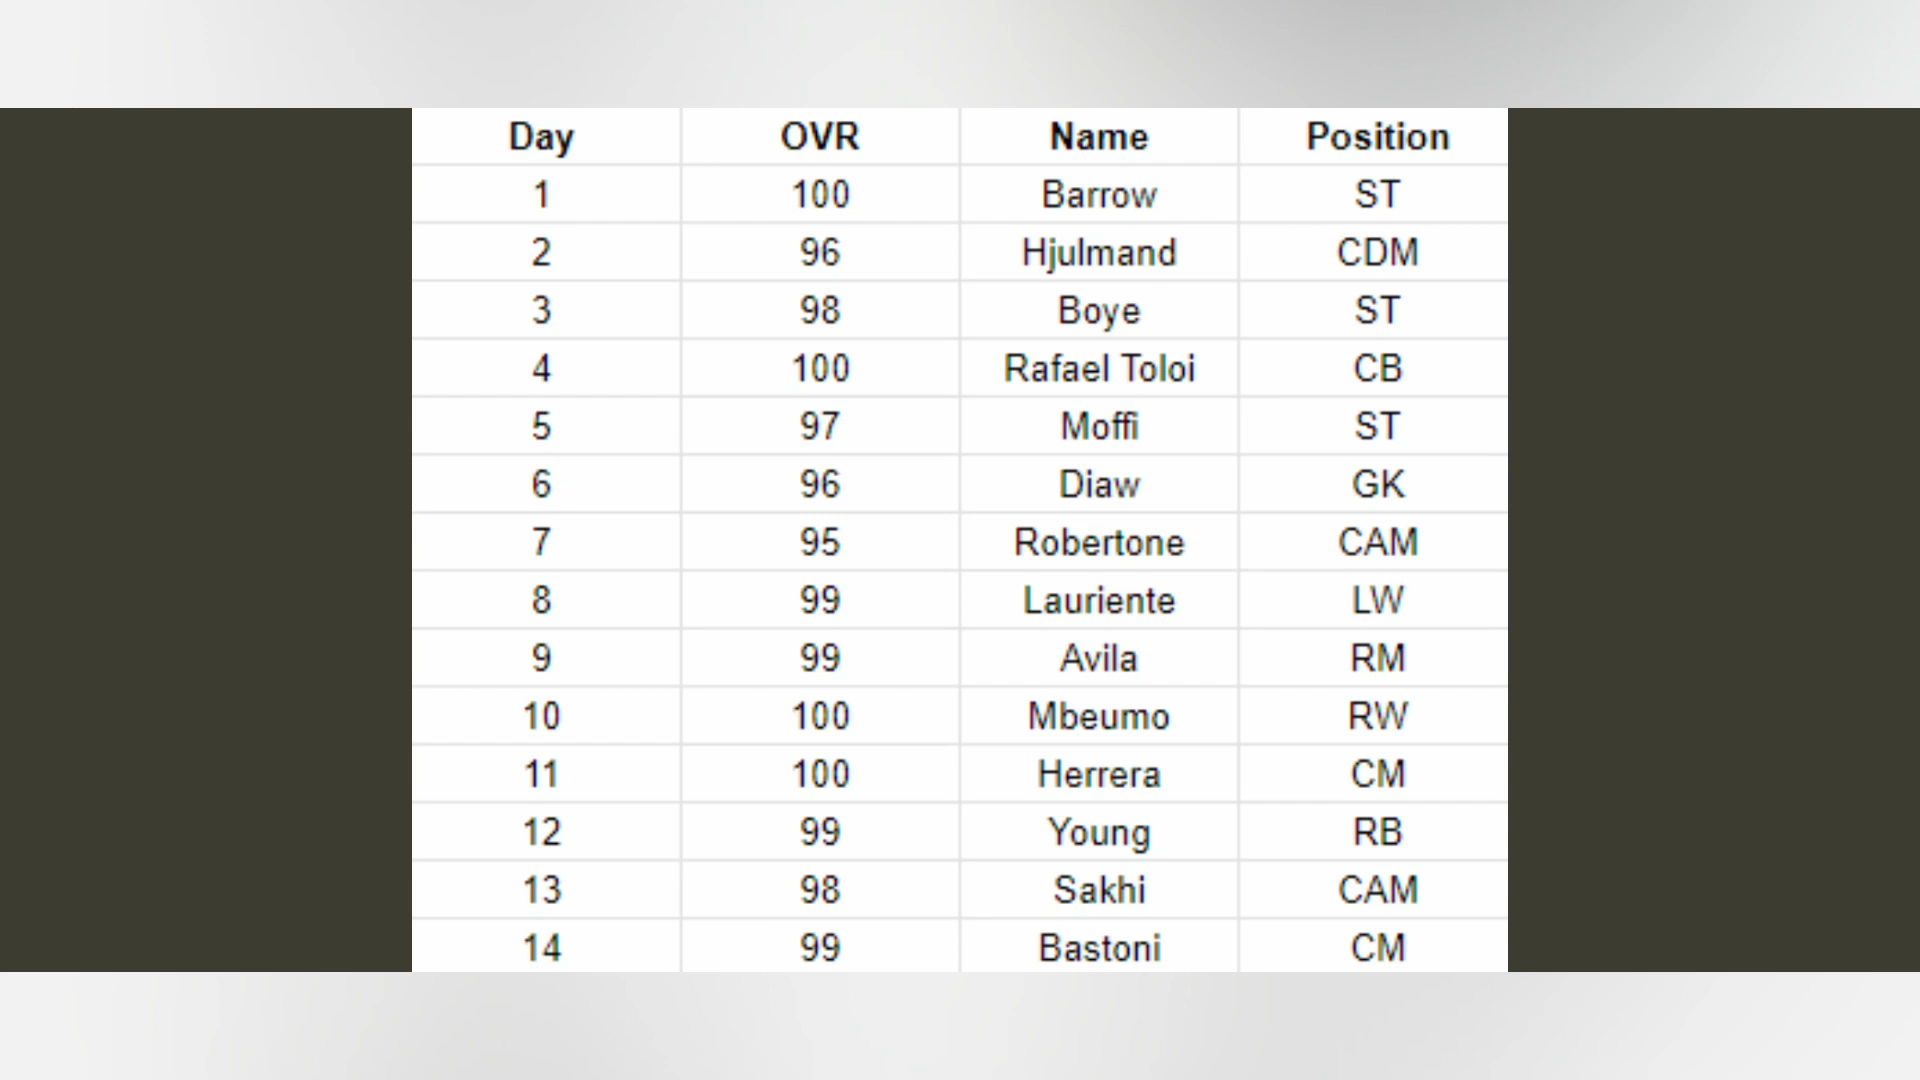 Day OVR Name Position
1 100 Barrow ST
2 96 Hjulmand CDM
3 98 Boye ST
4 100 Rafael Toloi CB
5 97 Moffi ST
6 96 Diaw GK
7 95 Robertone CAM
8 99 Lauriente LW
9 99 Avila RM
10 100 Mbeumo RW
11 100 Herrera CM
12 99 Young RB
13 98 Sakhi CAM
14 99 Bastoni CM